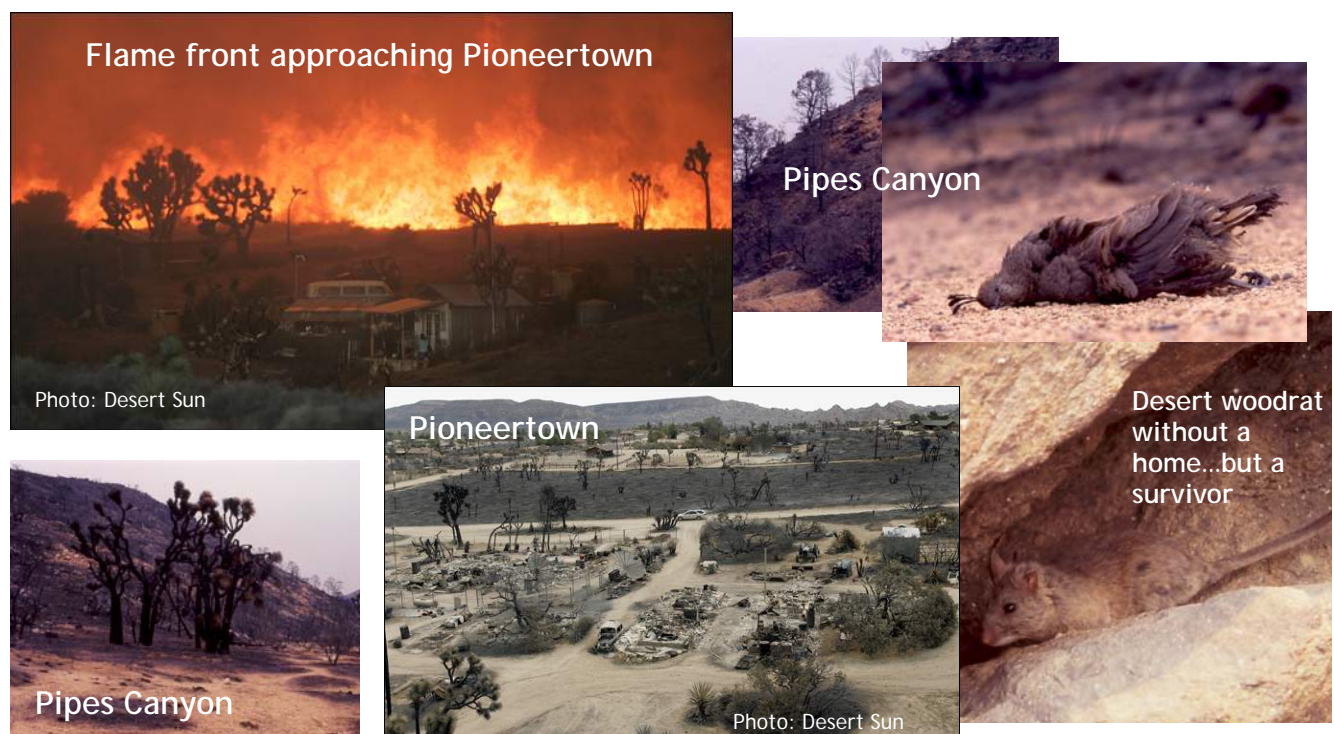 Flame front approaching Pioneertown
Photo: Desert Sun
Pipes Canyon
Pioneertown
Photo: Desert Sun
Desert woodrat
without a
home...but a
survivor
Pipes Canyon